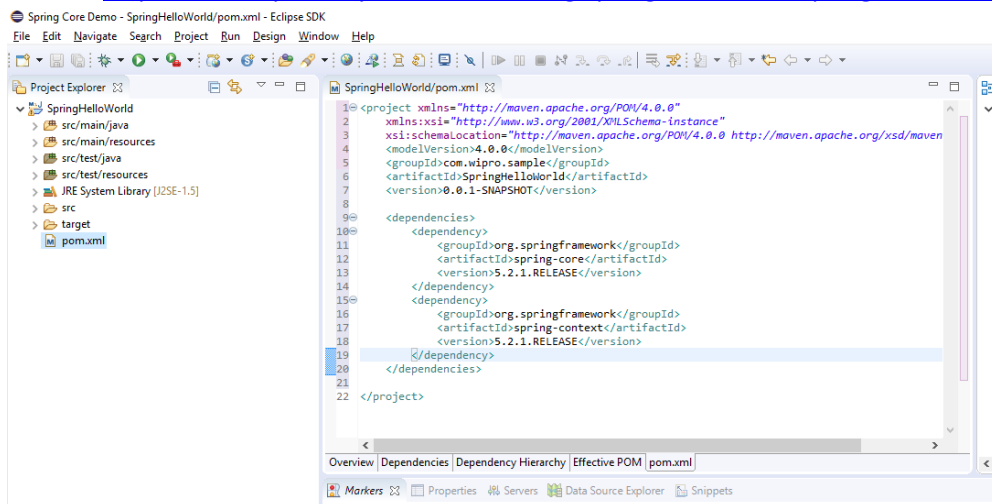 Spring Core Demo - SpringHelloWorld/pom.xml - Eclipse SDK
File Edit Navigate Search Project Run Design Window Help
Project Explorer
SpringHelloWorld
src/main/java
src/main/resources
src/test/java
src/test/resources
JRE System Library [J2SE-1.5]
src
target
pom.xml
SpringHelloWorld/pom.xml
1 <project xmlns="http://maven.apache.org/POM/4.0.0"
2 xmlns:xsi="http://www.w3.org/2001/XMLSchema-instance"
3 xsi:schemaLocation="http://maven.apache.org/POM/4.0.0 http://maven.apache.org/xsd/maven
4 <modelVersion>4.0.0</modelVersion>
5 <groupId>com.wipro.sample</groupId>
6 <artifactId>SpringHelloWorld</artifactId>
7 <version>0.0.1-SNAPSHOT</version>
8
9 <dependencies>
10 <dependency>
11 <groupId>org.springframework</groupId>
12 <artifactId>spring-core</artifactId>
13 <version>5.2.1.RELEASE</version>
14 </dependency>
15 <dependency>
16 <groupId>org.springframework</groupId>
17 <artifactId>spring-context</artifactId>
18 <version>5.2.1.RELEASE</version>
19 </dependency>
20 </dependencies>
21
22 </project>
Overview Dependencies Dependency Hierarchy Effective POM pom.xml
Markers Properties Servers Data Source Explorer Snippets